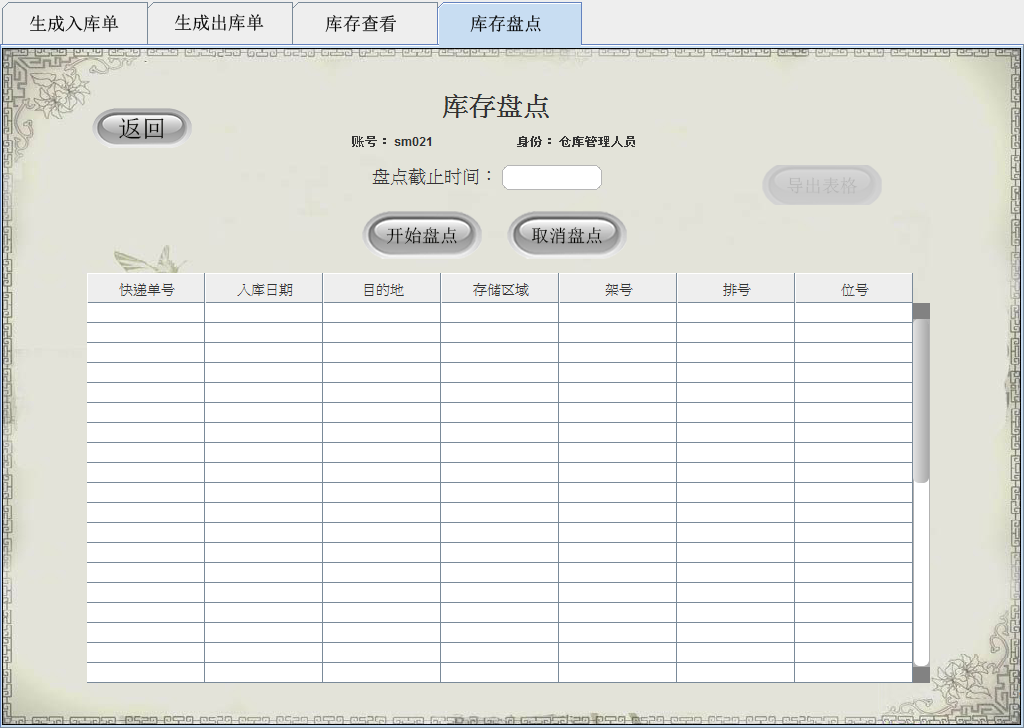 生成入库单 生成出库单 库存查看 库存盘点
库存盘点
返回
账号： sm021 身份： 仓库管理人员
盘点截止时间：
导出表格
开始盘点 取消盘点
快递单号 入库日期 目的地 存储区域 架号 排号 位号